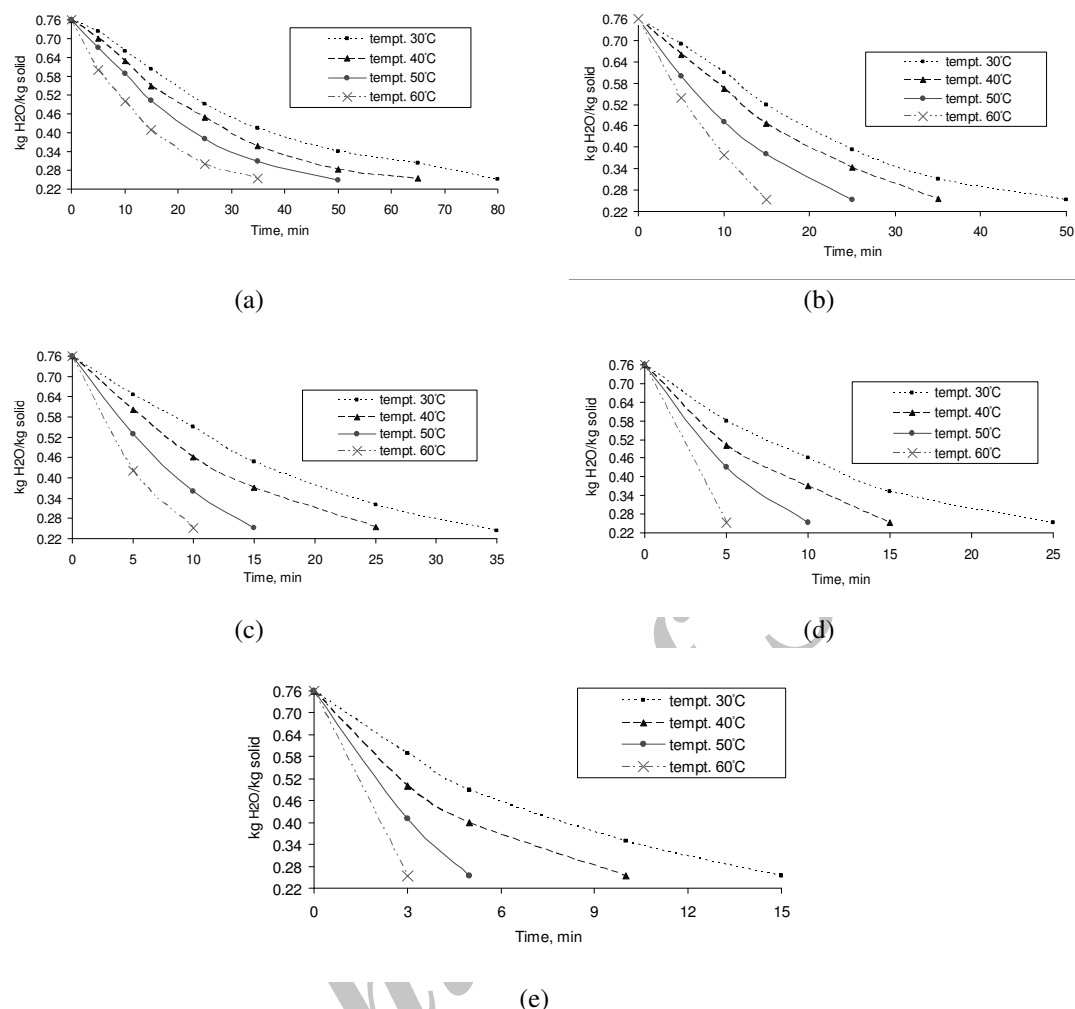 0.76
0.70
0.64
0.58
0.52
0.46
0.40
0.34
0.28
0.22
kg H2O/kg solid
tempt. 30°C
tempt. 40°C
tempt. 50°C
tempt. 60°C
0 10 20 30 40 50 60 70 80
Time, min
(a)
0.76
0.70
0.64
0.58
0.52
0.46
0.40
0.34
0.28
0.22
kg H2O/kg solid
tempt. 30°C
tempt. 40°C
tempt. 50°C
tempt. 60°C
0 10 20 30 40 50
Time, min
(b)
0.76
0.70
0.64
0.58
0.52
0.46
0.40
0.34
0.28
0.22
kg H2O/kg solid
tempt. 30°C
tempt. 40°C
tempt. 50°C
tempt. 60°C
0 5 10 15 20 25 30 35
Time, min
(c)
0.76
0.70
0.64
0.58
0.52
0.46
0.40
0.34
0.28
0.22
kg H2O/kg solid
tempt. 30°C
tempt. 40°C
tempt. 50°C
tempt. 60°C
0 5 10 15 20 25
Time, min
(d)
0.76
0.70
0.64
0.58
0.52
0.46
0.40
0.34
0.28
0.22
kg H2O/kg solid
tempt. 30°C
tempt. 40°C
tempt. 50°C
tempt. 60°C
0 3 6 9 12 15
Time, min
(e)